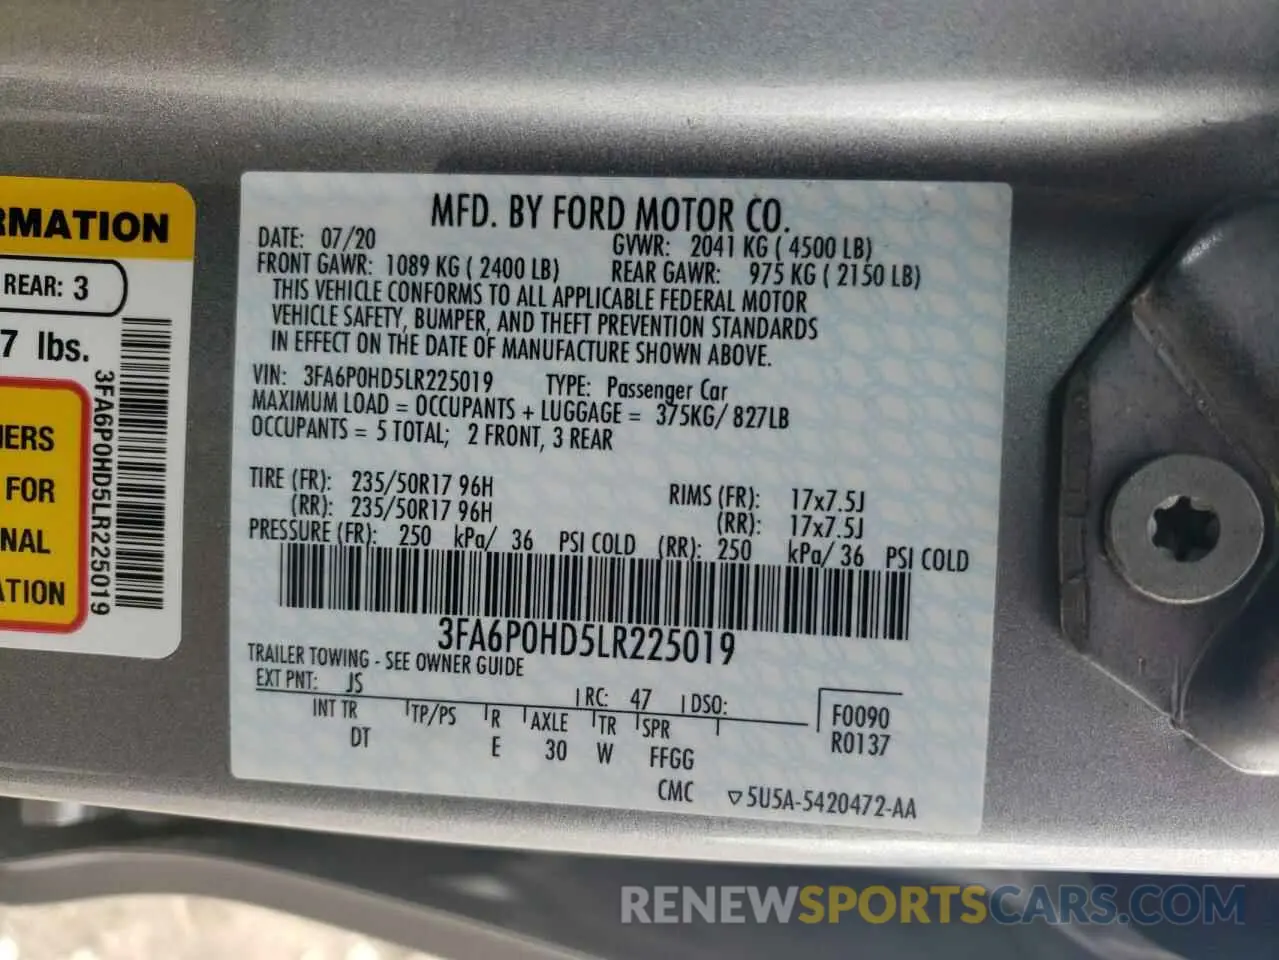 RMATION
REAR: 3
7 lbs.
ERS
FOR
NAL
ATION
3FA6P0HD5LR225019
MFD. BY FORD MOTOR CO.
DATE: 07/20 GVWR: 2041 KG ( 4500 LB)
FRONT GAWR: 1089 KG ( 2400 LB) REAR GAWR: 975 KG ( 2150 LB)
THIS VEHICLE CONFORMS TO ALL APPLICABLE FEDERAL MOTOR
VEHICLE SAFETY, BUMPER, AND THEFT PREVENTION STANDARDS
IN EFFECT ON THE DATE OF MANUFACTURE SHOWN ABOVE.
VIN: 3FA6P0HD5LR225019 TYPE: Passenger Car
MAXIMUM LOAD = OCCUPANTS + LUGGAGE = 375KG/ 827LB
OCCUPANTS = 5 TOTAL; 2 FRONT, 3 REAR
TIRE (FR): 235/50R17 96H RIMS (FR): 17x7.5J
(RR): 235/50R17 96H (RR): 17x7.5J
PRESSURE (FR): 250 kPa/ 36 PSI COLD (RR): 250 kPa/ 36 PSI COLD
3FA6P0HD5LR225019
TRAILER TOWING - SEE OWNER GUIDE
EXT PNT: JS RC: 47 DSO:
INT TR TP/PS R AXLE TR SPR F0090
DT E 30 W FFGG R0137
CMC ▽5U5A-5420472-AA
RENEWSPORTSCARS.COM